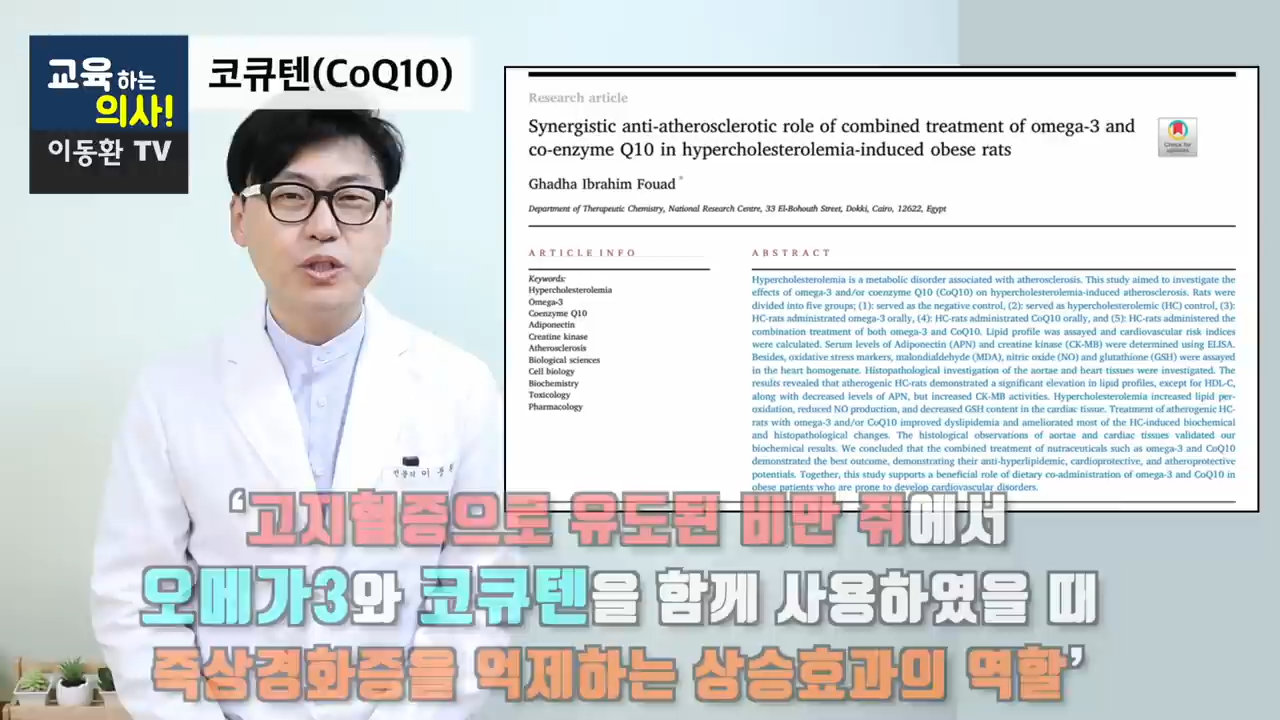 교육하는
의사!
이동환 TV
코큐텐(CoQ10)
Research article
Synergistic anti-atherosclerotic role of combined treatment of omega-3 and
co-enzyme Q10 in hypercholesterolemia-induced obese rats
Check for
updates
Ghadha Ibrahim Fouad *
Department of Therapeutic Chemistry, National Research Centre, 33 El-Bohouth Street, Dokki, Cairo, 12622, Egypt
ARTICLE INFO
Keywords:
Hypercholesterolemia
Omega-3
Coenzyme Q10
Adiponectin
Creatine kinase
Atherosclerosis
Biological sciences
Cell biology
Biochemistry
Toxicology
Pharmacology
ABSTRACT
Hypercholesterolemia is a metabolic disorder associated with atherosclerosis. This study aimed to investigate the
effects of omega-3 and/or coenzyme Q10 (CoQ10) on hypercholesterolemia-induced atherosclerosis. Rats were
divided into five groups; (1): served as the negative control, (2): served as hypercholesterolemic (HC) control, (3):
HC-rats administrated omega-3 orally, (4): HC-rats administrated CoQ10 orally, and (5): HC-rats administered the
combination treatment of both omega-3 and CoQ10. Lipid profile was assayed and cardiovascular risk indices
were calculated. Serum levels of Adiponectin (APN) and creatine kinase (CK-MB) were determined using ELISA.
Besides, oxidative stress markers, malondialdehyde (MDA), nitric oxide (NO) and glutathione (GSH) were assayed
in the heart homogenate. Histopathological investigation of the aortae and heart tissues were investigated. The
results revealed that atherogenic HC-rats demonstrated a significant elevation in lipid profiles, except for HDL-C,
along with decreased levels of APN, but increased CK-MB activities. Hypercholesterolemia increased lipid per-
oxidation, reduced NO production, and decreased GSH content in the cardiac tissue. Treatment of atherogenic HC-
rats with omega-3 and/or CoQ10 improved dyslipidemia and ameliorated most of the HC-induced biochemical
and histopathological changes. The histological observations of aortae and cardiac tissues validated our
biochemical results. We concluded that the combined treatment of nutraceuticals such as omega-3 and CoQ10
demonstrated the best outcome, demonstrating their anti-hyperlipidemic, cardioprotective, and atheroprotective
potentials. Together, this study supports a beneficial role of dietary co-administration of omega-3 and CoQ10 in
obese patients who are prone to develop cardiovascular disorders.
‘고지혈증으로 유도된 비만 쥐에서
오메가3와 코큐텐을 함께 사용하였을 때
죽상경화증을 억제하는 상승효과의 역할’